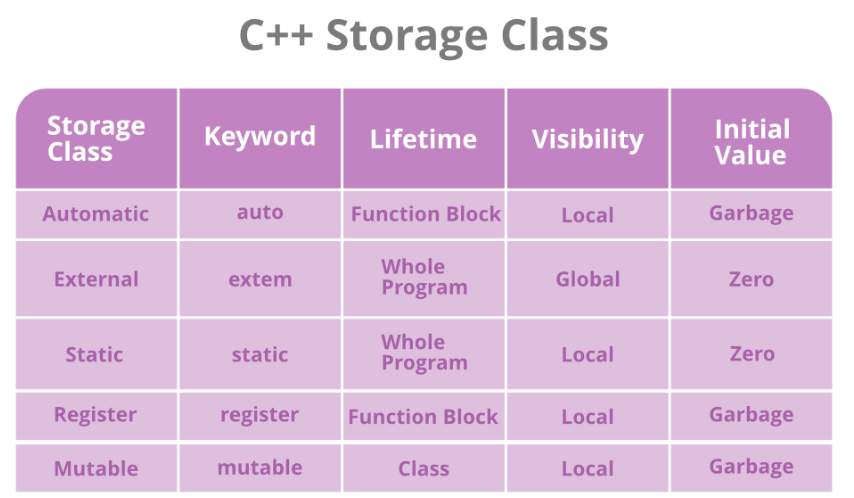 C++ Storage Class
Storage
Class
Keyword
Lifetime
Visibility
Initial
Value
Automatic
auto
Function Block
Local
Garbage
External
extem
Whole
Program
Global
Zero
Static
static
Whole
Program
Local
Zero
Register
register
Function Block
Local
Garbage
Mutable
mutable
Class
Local
Garbage